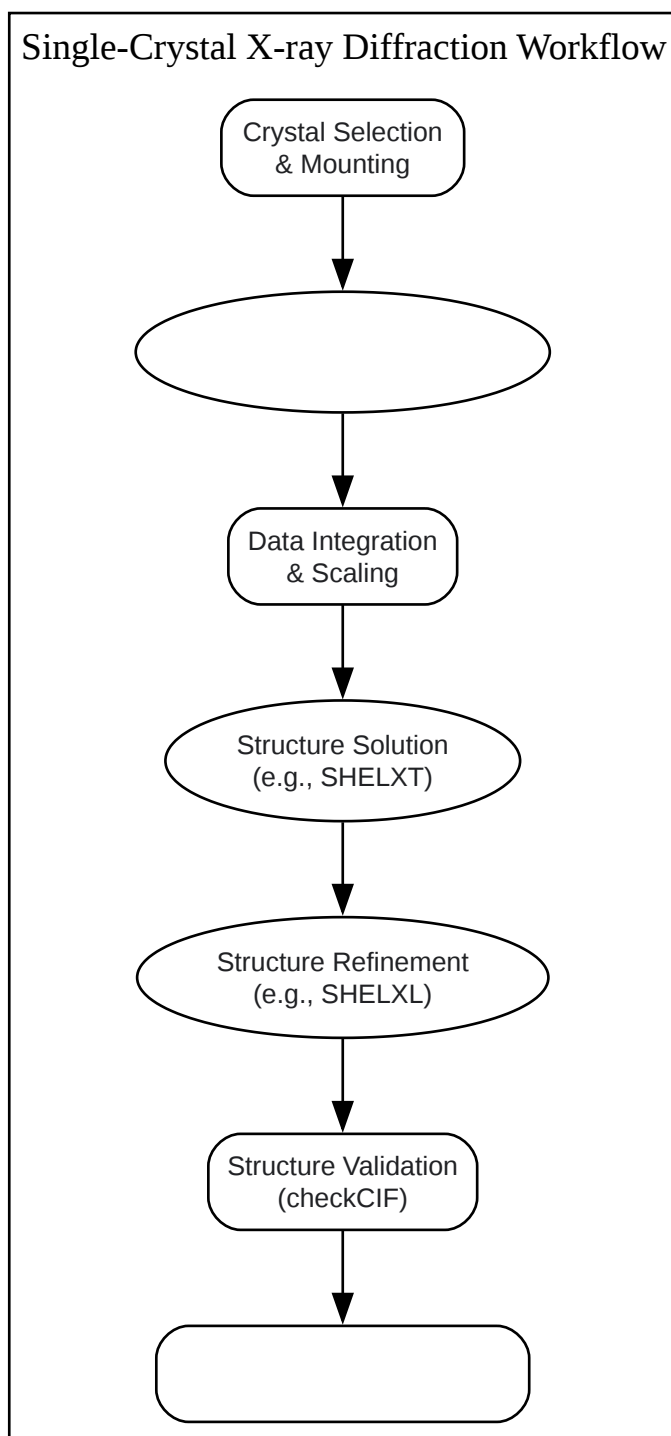 Single-Crystal X-ray Diffraction Workflow
Crystal Selection
& Mounting
Data Integration
& Scaling
Structure Solution
(e.g., SHELXT)
Structure Refinement
(e.g., SHELXL)
Structure Validation
(checkCIF)